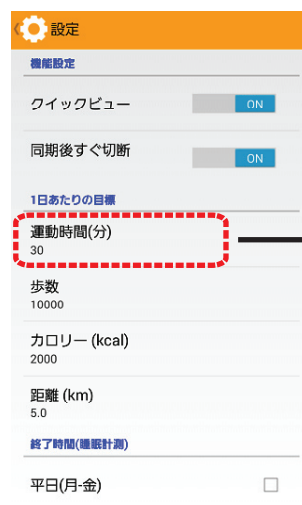 設定
機能設定
クイックビュー
ON
同期後すぐ切断
ON
1日あたりの目標
運動時間(分)
30
歩数
10000
カロリー (kcal)
2000
距離 (km)
5.0
終了時間(睡眠計測)
平日(月-金)